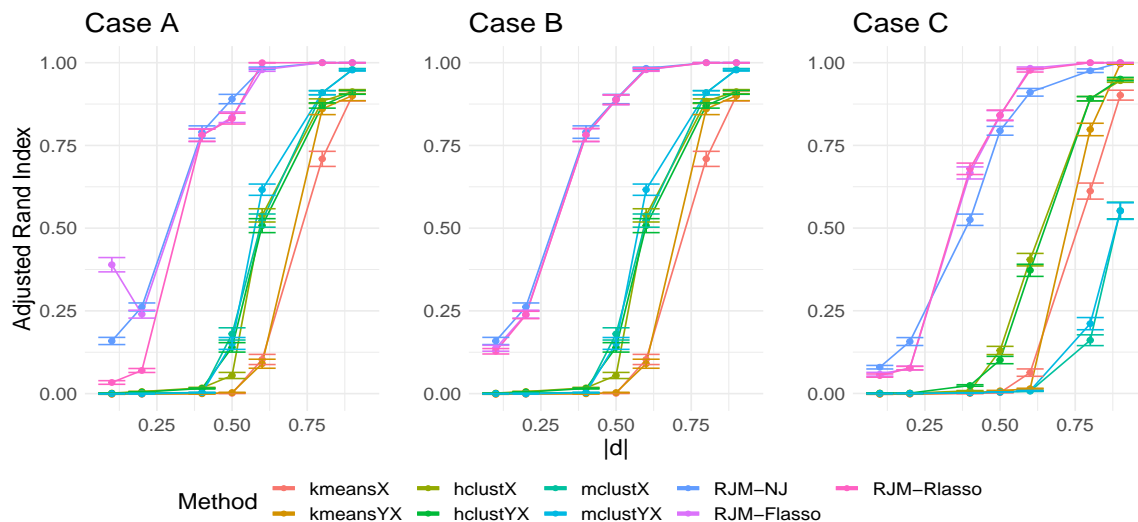 Case A
Case B
Case C
Adjusted Rand Index
1.00
0.75
0.50
0.25
0.00
1.00
0.75
0.50
0.25
0.00
1.00
0.75
0.50
0.25
0.00
0.25 0.50 0.75
0.25 0.50 0.75
0.25 0.50 0.75
|d|
Method
kmeansX hclustX mclustX RJM−NJ RJM−Rlasso
kmeansYX hclustYX mclustYX RJM−Flasso